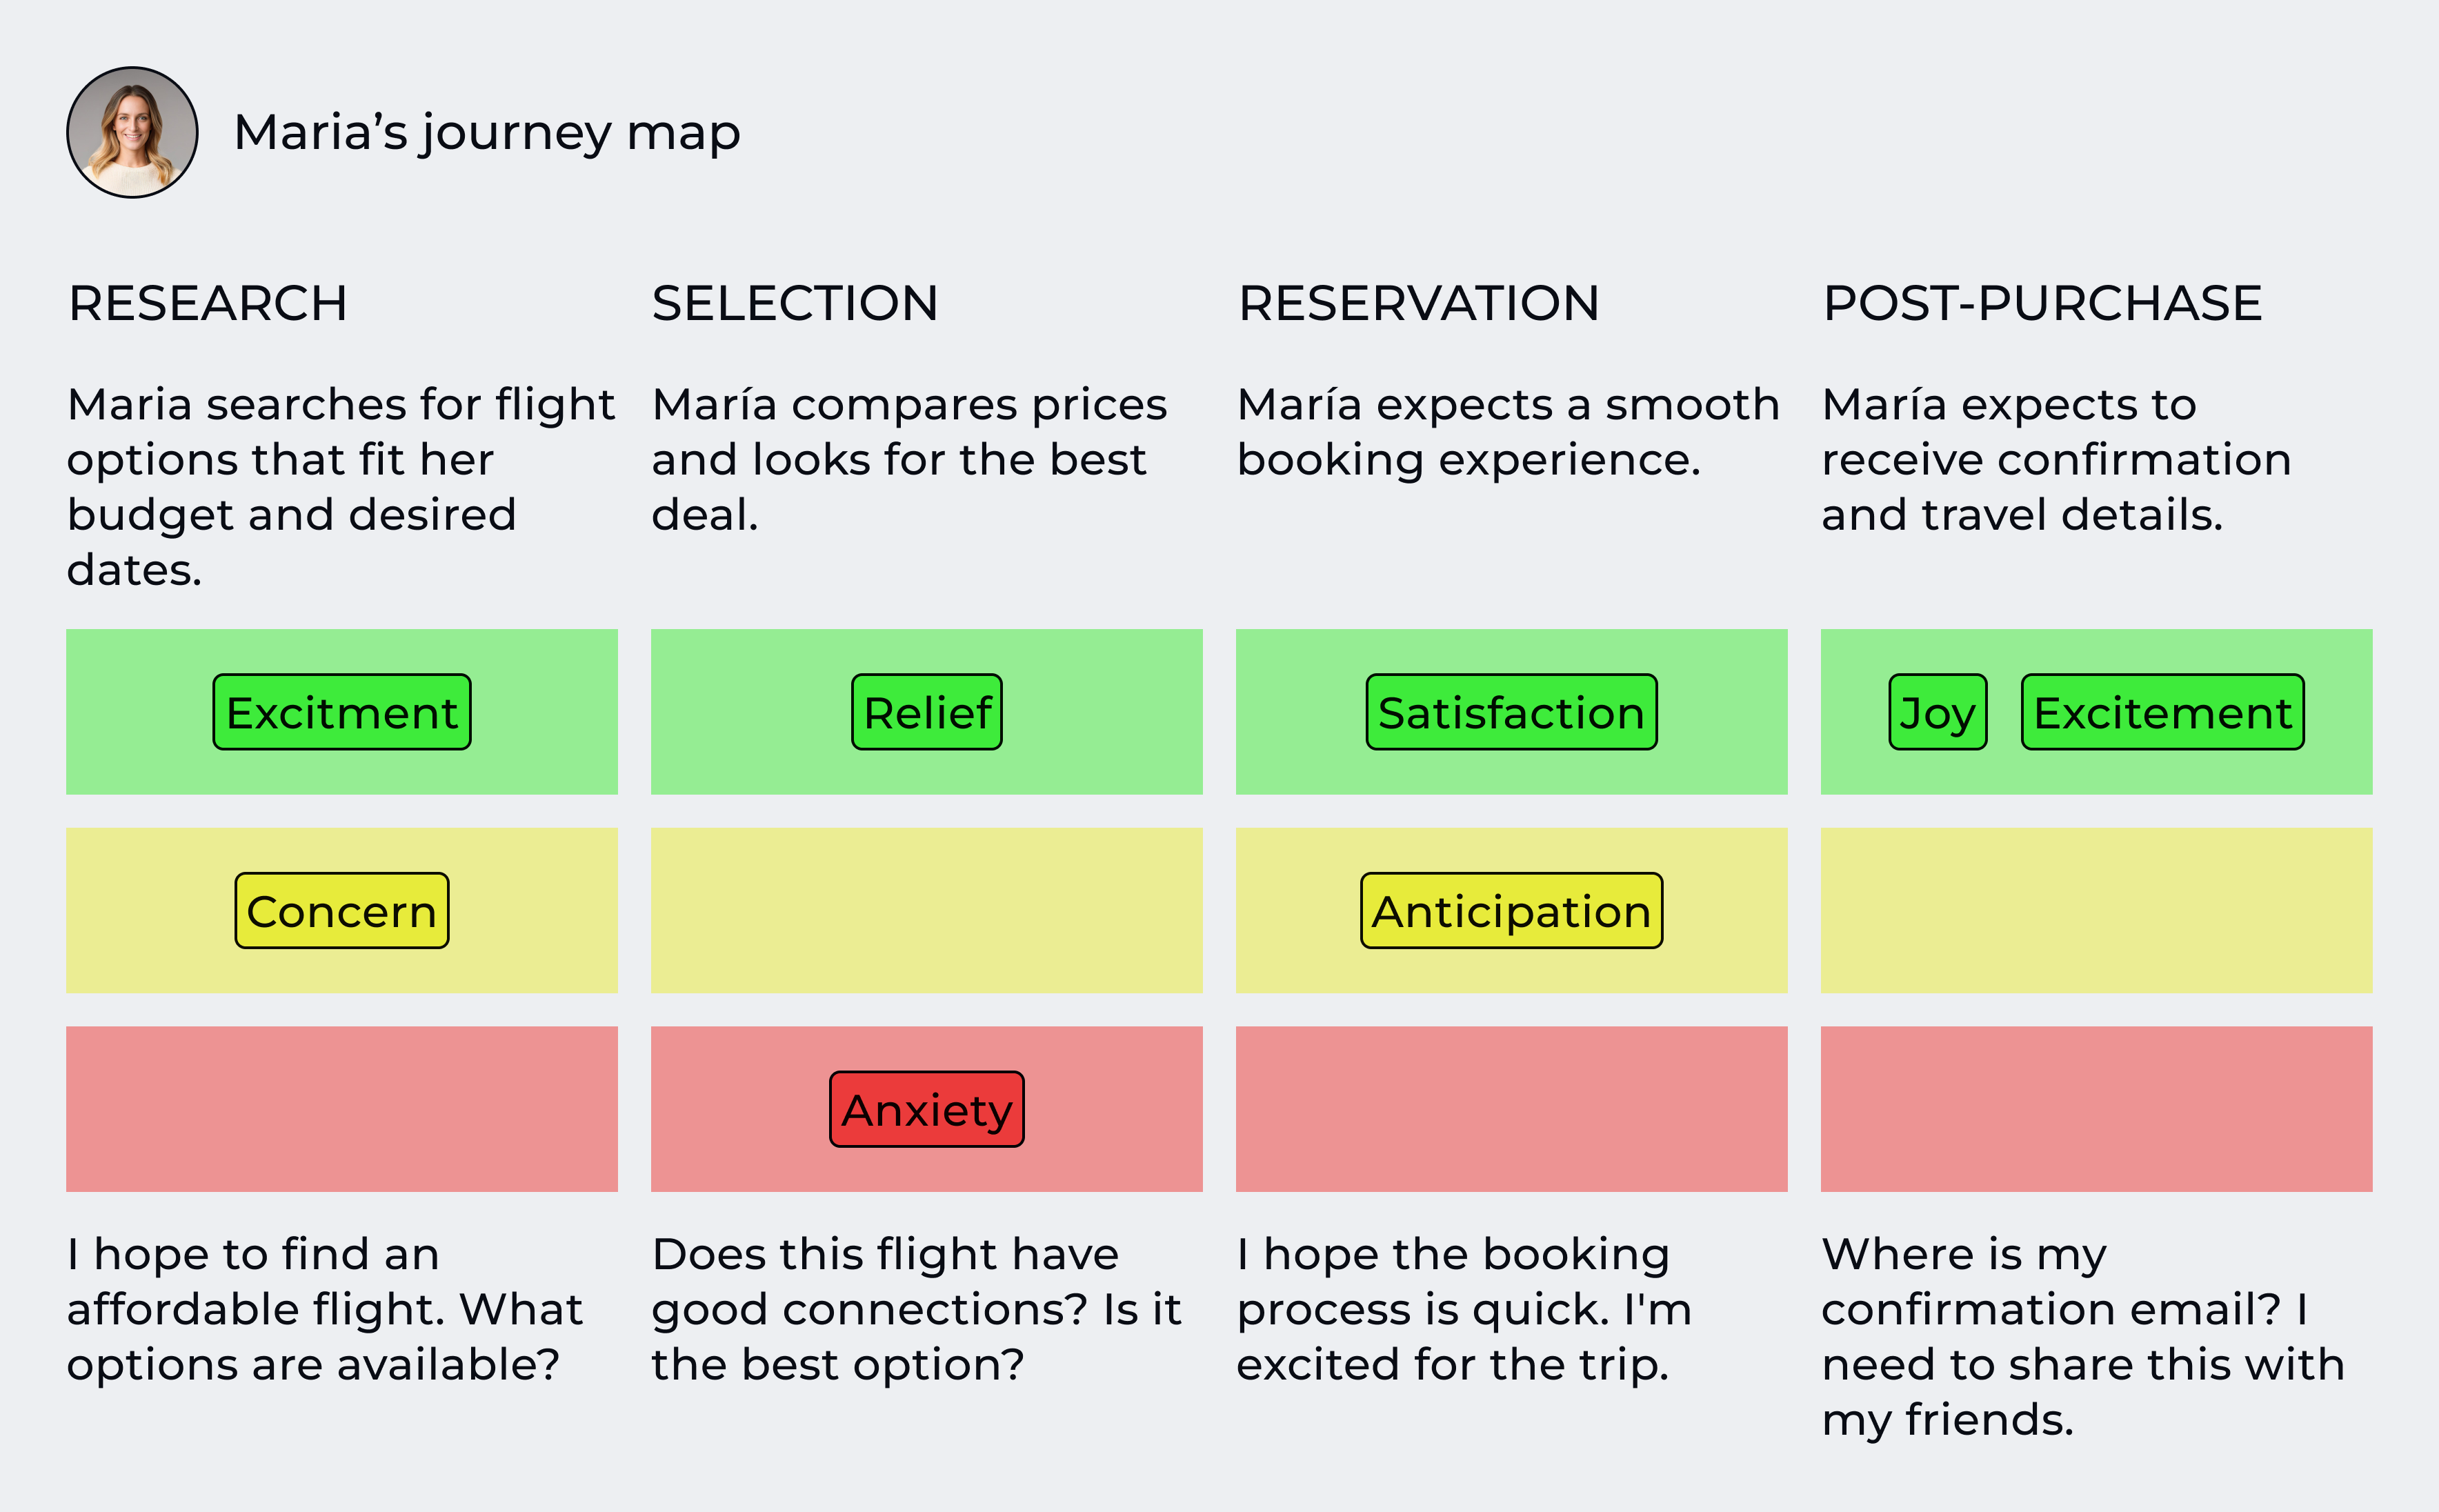 Maria’s journey map
RESEARCH
Maria searches for flight
options that fit her
budget and desired
dates.
SELECTION
María compares prices
and looks for the best
deal.
RESERVATION
María expects a smooth
booking experience.
POST-PURCHASE
María expects to
receive confirmation
and travel details.
Excitment
Relief
Satisfaction
Joy
Excitement
Concern
Anticipation
Anxiety
I hope to find an
affordable flight. What
options are available?
Does this flight have
good connections? Is it
the best option?
I hope the booking
process is quick. I'm
excited for the trip.
Where is my
confirmation email? I
need to share this with
my friends.